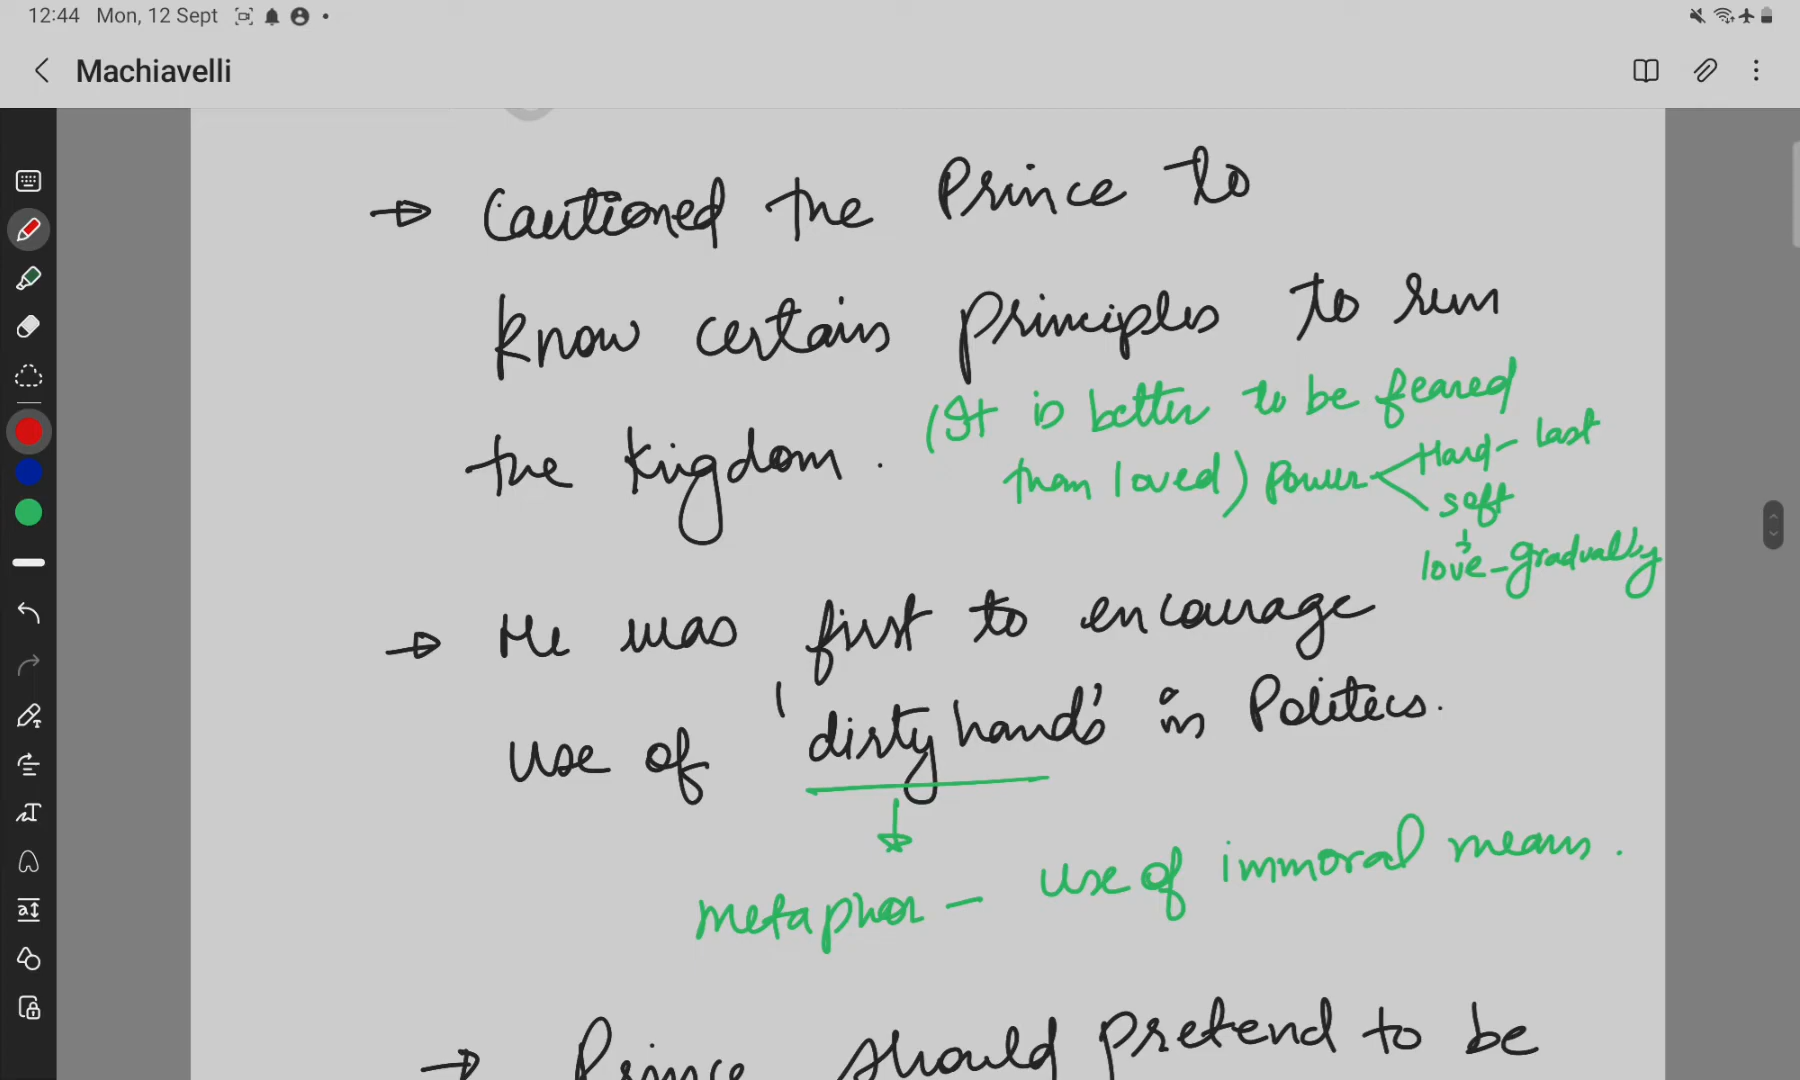 12:44 Mon, 12 Sept
Machiavelli
→ Cautioned the Prince to
know certain principles to run
the Kingdom.
(It is better to be feared
than loved) Power < Hard - last
soft
↓
love - gradually
→ He was first to encourage
use of 'dirty hands' in Politics.
↓
metaphor - use of immoral means.
→ Prince should pretend to be